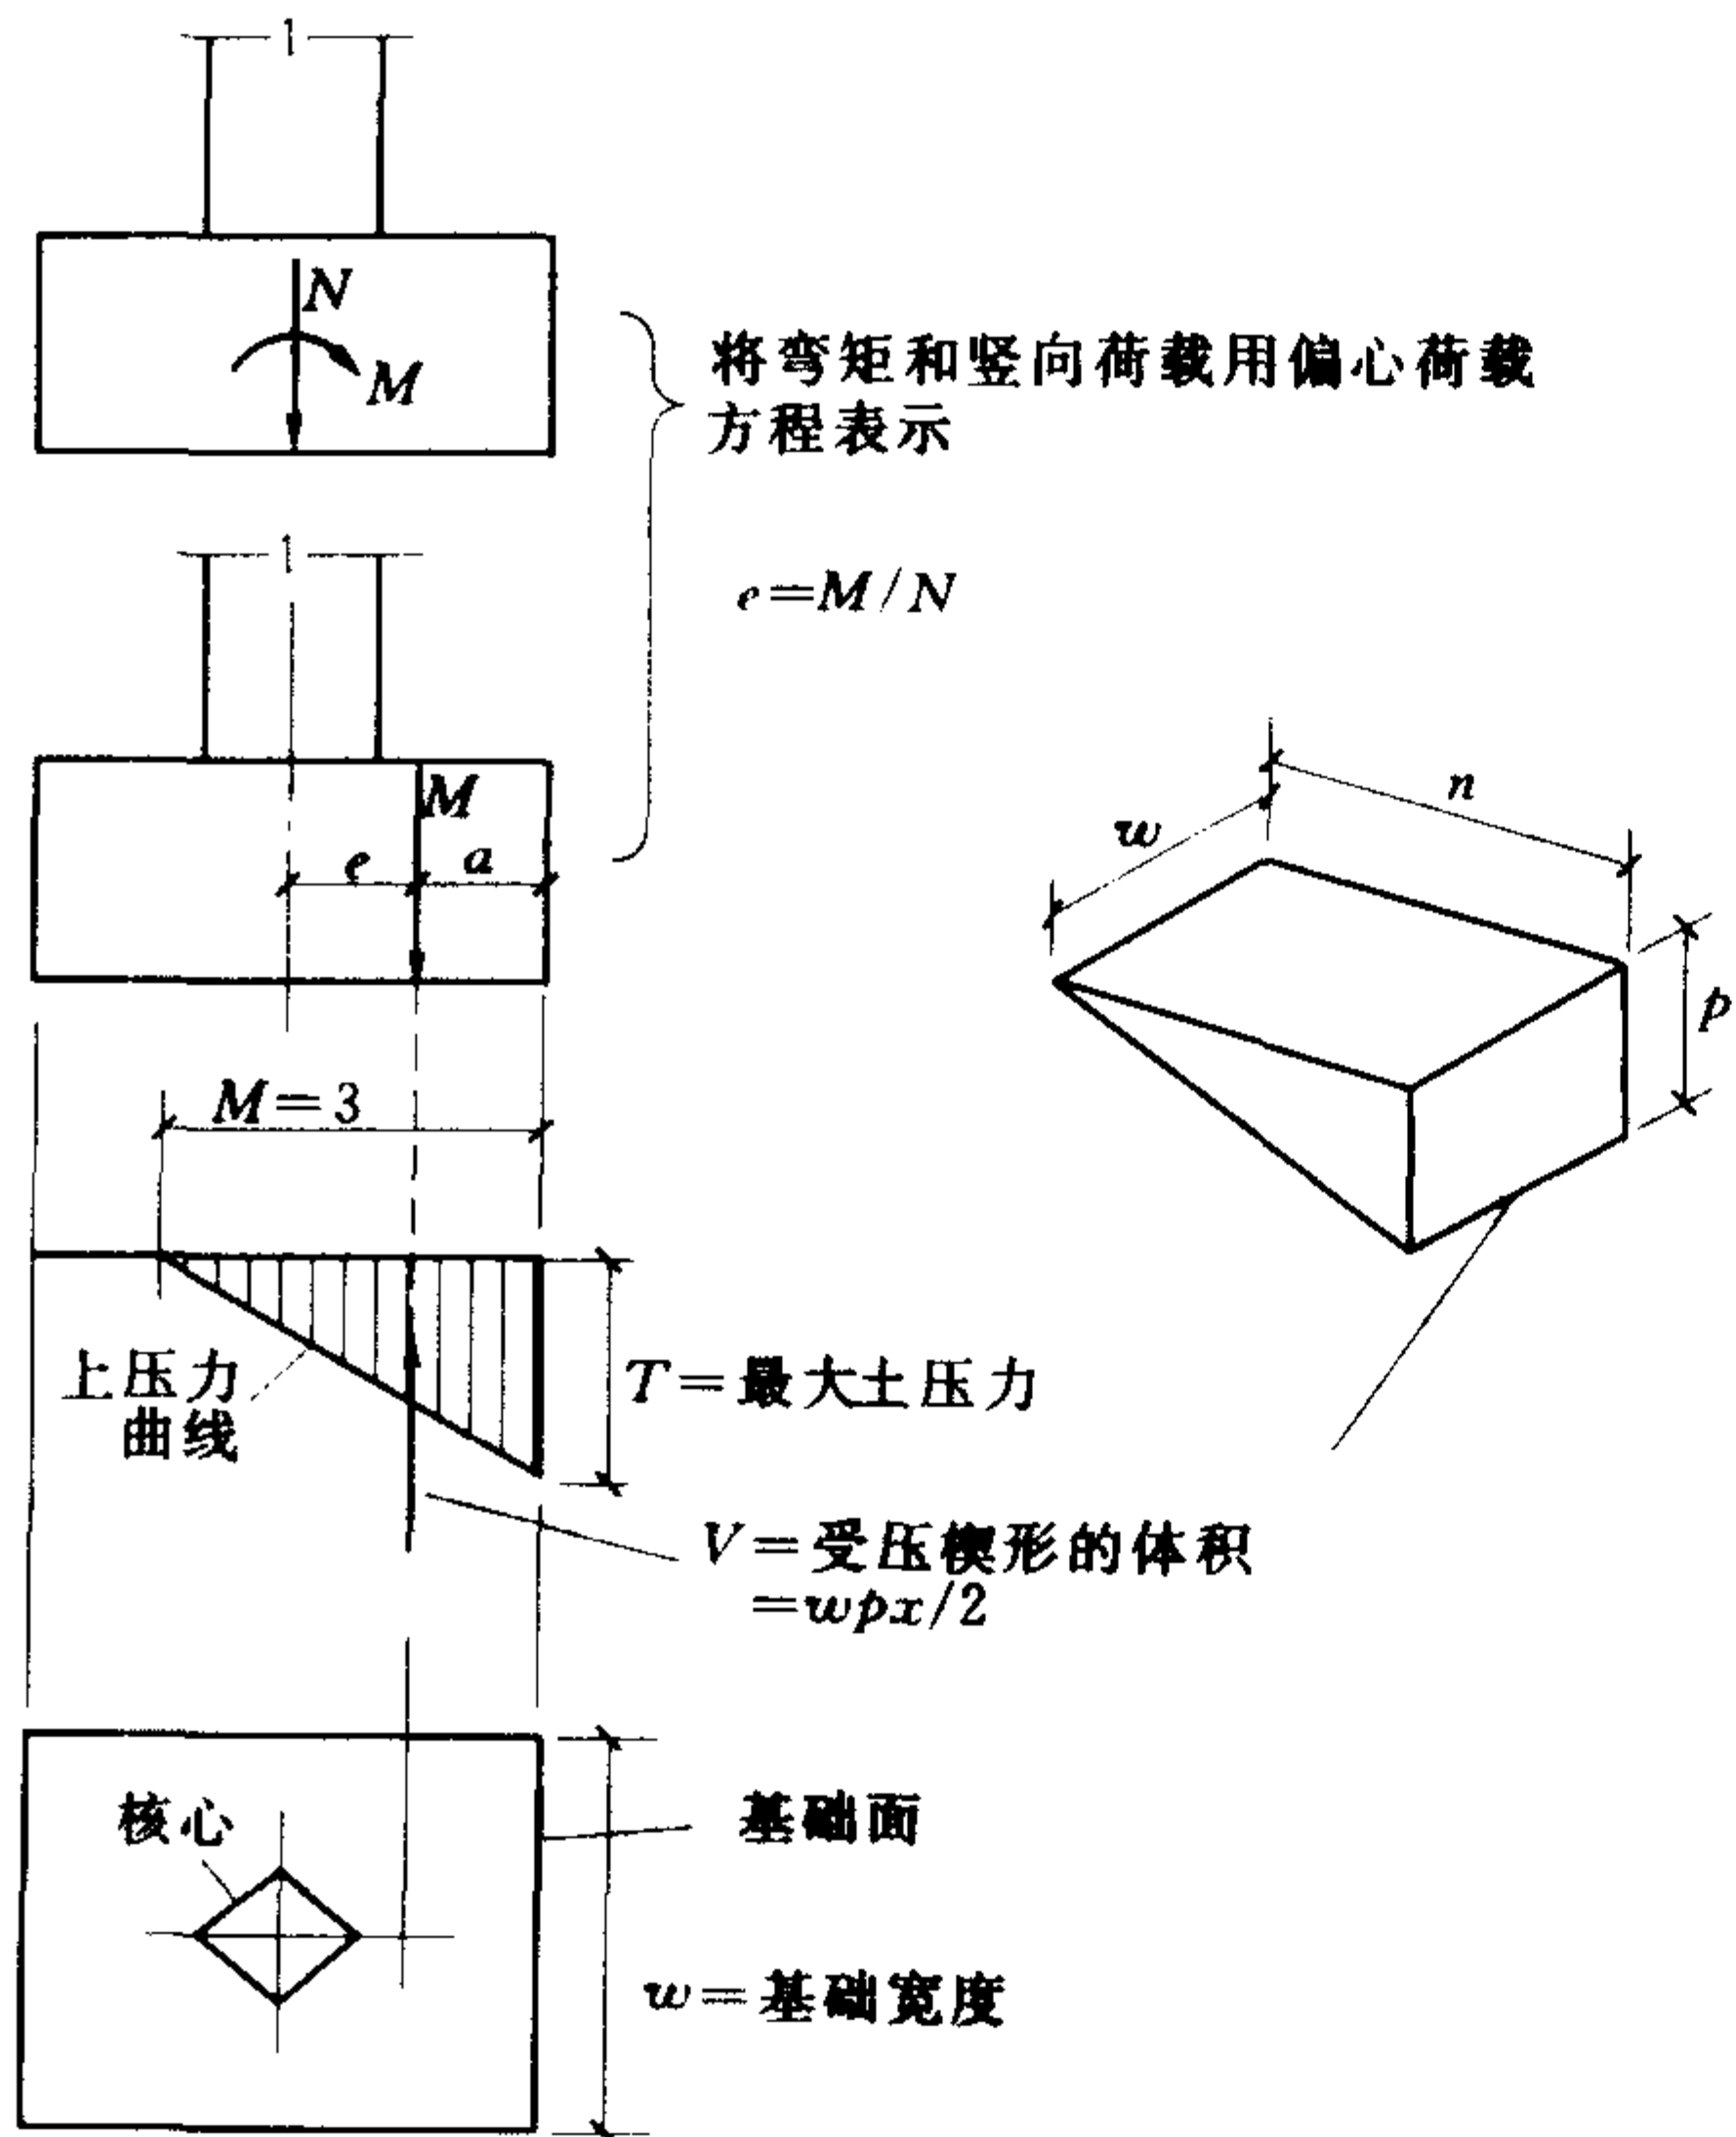 1
N
M
将弯矩和竖向荷载用偏心荷载
方程表示
1
e=M/N
M
e
a
w
n
p
M=3
上压力
曲线
T=最大土压力
V=受压楔形的体积
=wpx/2
核心
基础面
w=基础宽度